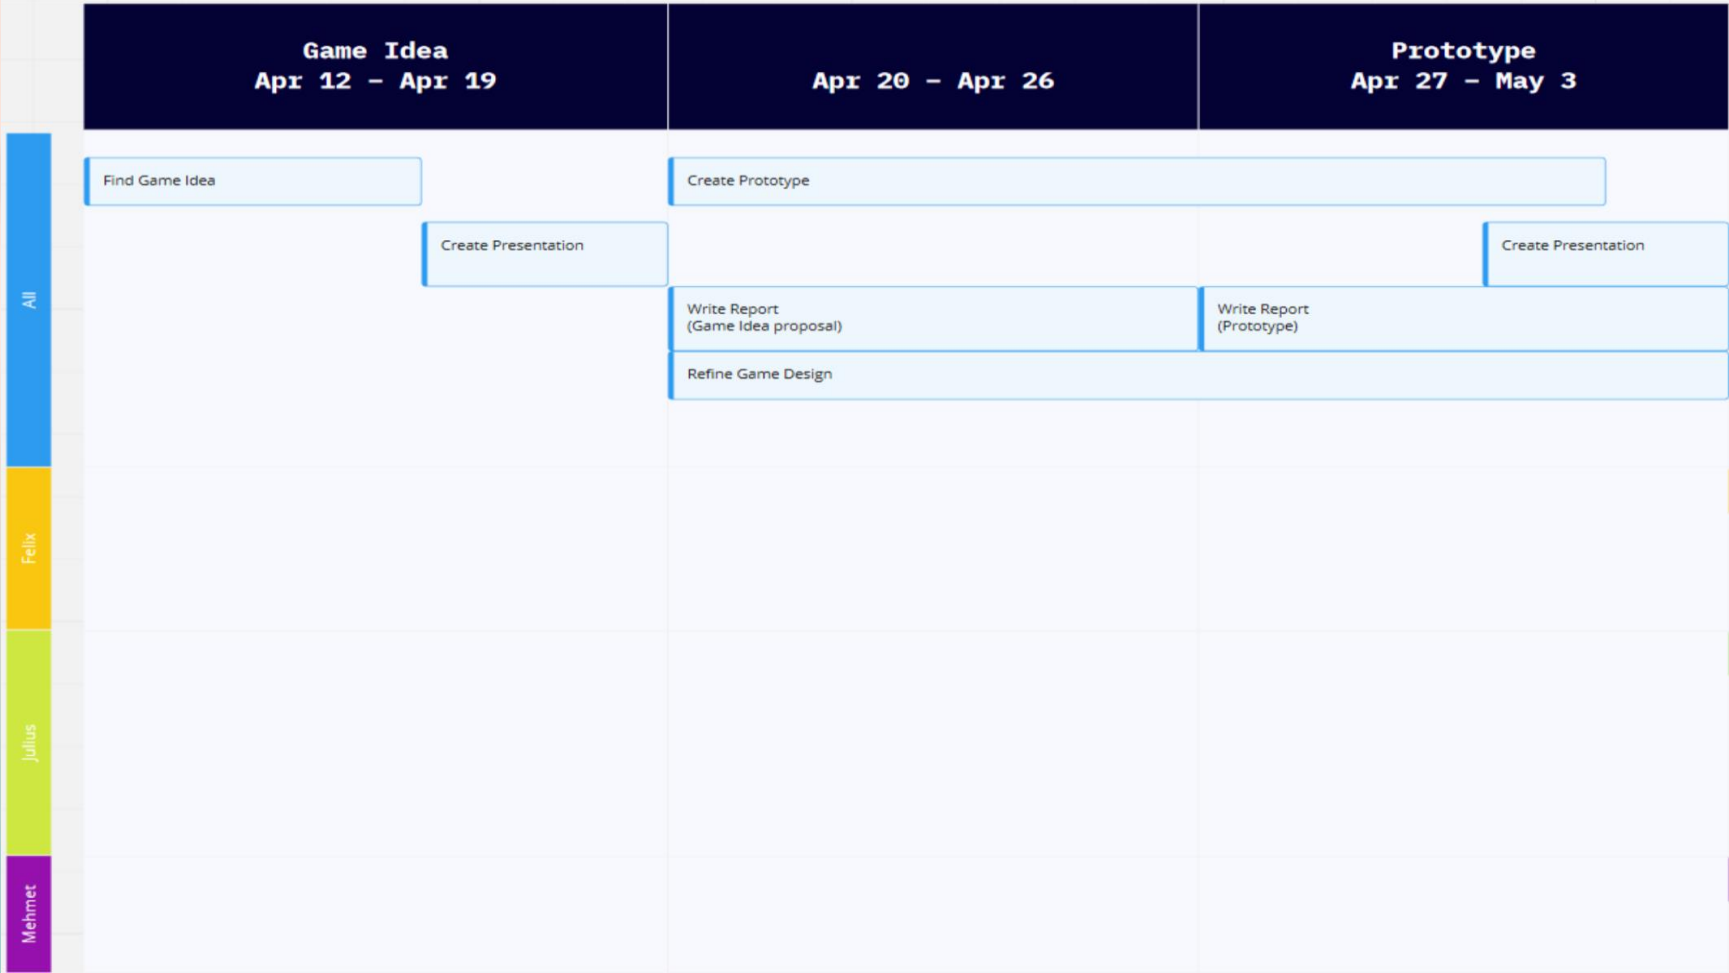 Game Idea
Apr 12 – Apr 19
Apr 20 – Apr 26
Prototype
Apr 27 – May 3
All
Find Game Idea
Create Prototype
Create Presentation
Create Presentation
Write Report
(Game Idea proposal)
Write Report
(Prototype)
Refine Game Design
Felix
Julius
Mehmet